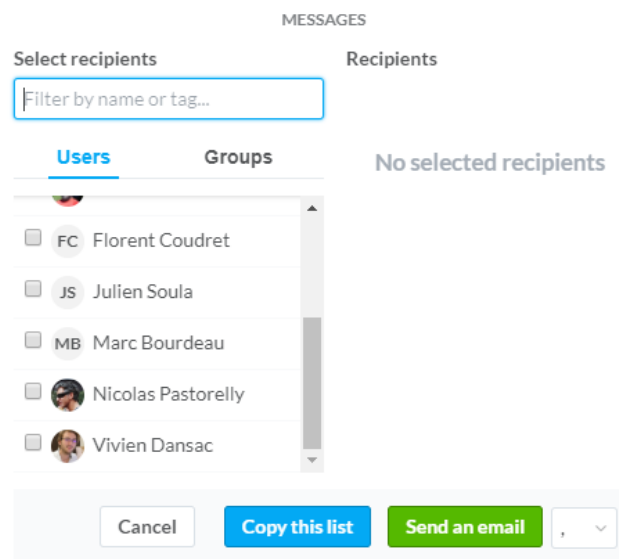 MESSAGES
Select recipients
Recipients
Filter by name or tag...
Users Groups
No selected recipients
FC Florent Coudret
JS Julien Soula
MB Marc Bourdeau
Nicolas Pastorelly
Vivien Dansac
Cancel Copy this list Send an email ,